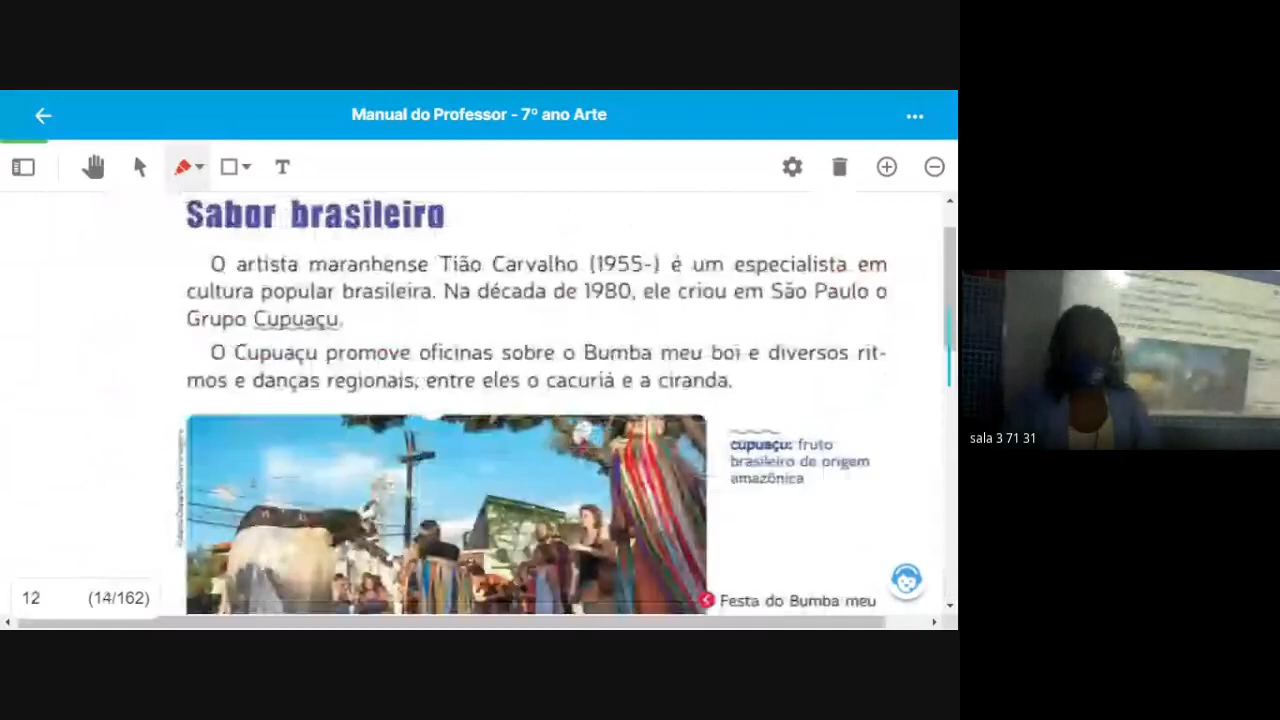 Manual do Professor - 7º ano Arte
T
Sabor brasileiro
O artista maranhense Tião Carvalho (1955-) é um especialista em
cultura popular brasileira. Na década de 1980, ele criou em São Paulo o
Grupo Cupuaçu.
O Cupuaçu promove oficinas sobre o Bumba meu boi e diversos rit-
mos e danças regionais, entre eles o cacuriá e a ciranda.
cupuaçu: fruto
brasileiro de origem
amazônica
Festa do Bumba meu
12 (14/162)
sala 3 71 31